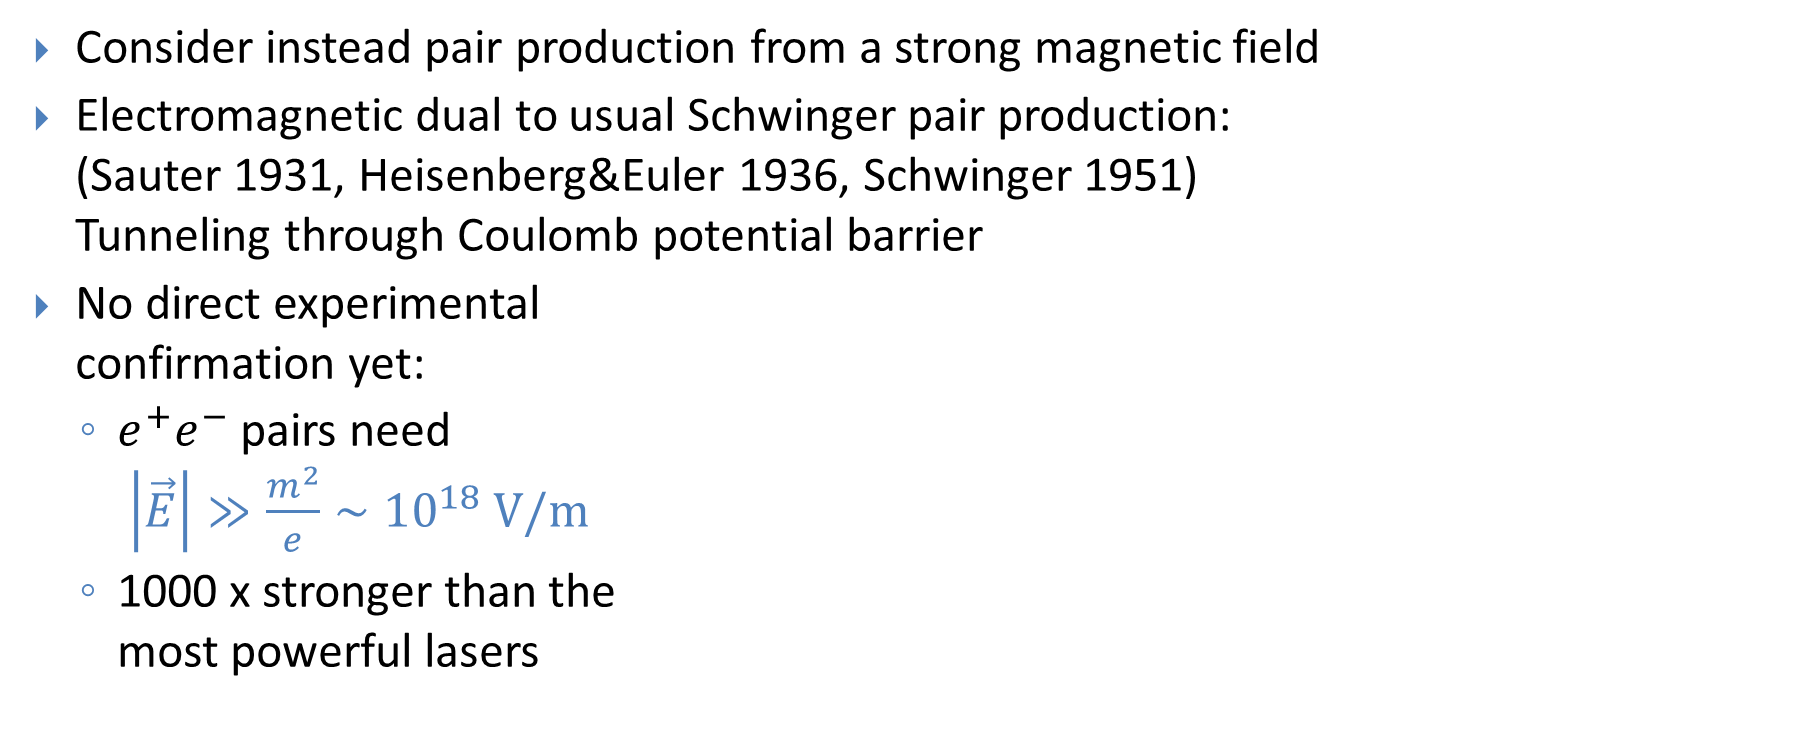 Consider instead pair production from a strong magnetic field
Electromagnetic dual to usual Schwinger pair production:
(Sauter 1931, Heisenberg&Euler 1936, Schwinger 1951)
Tunneling through Coulomb potential barrier
No direct experimental
confirmation yet:
e⁺e⁻ pairs need
|E⃗| ≫ m²/e ~ 10¹⁸ V/m
1000 x stronger than the
most powerful lasers